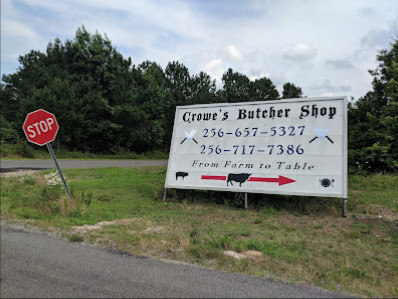 STOP
Crowe's Butcher Shop
256-657-5327
256-717-7386
From Farm to Table